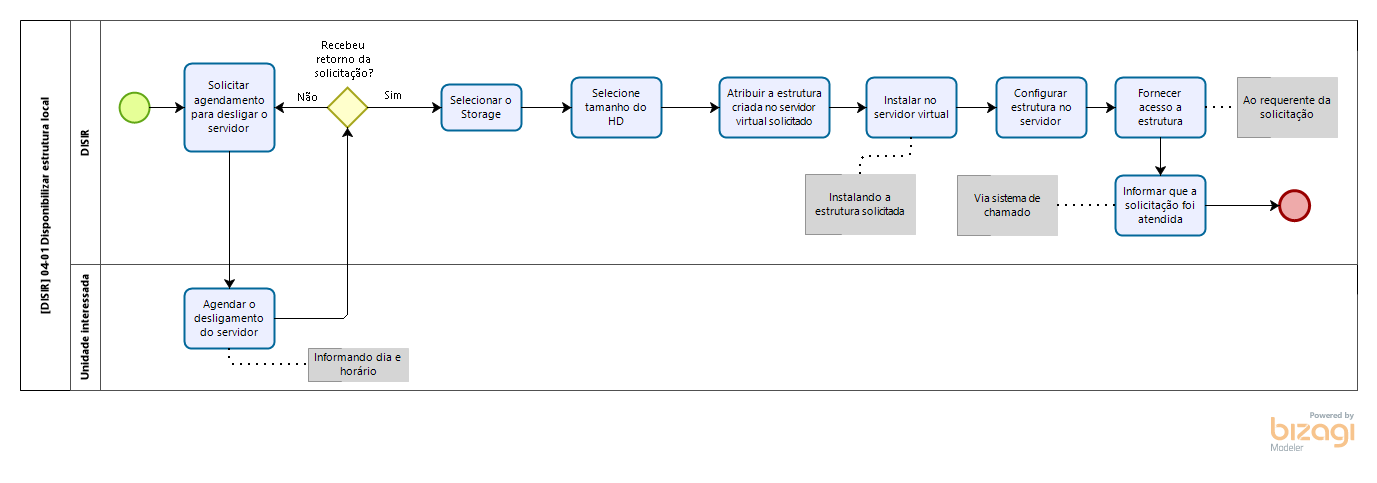 [DISIR] 04-01 Disponibilizar estrutura local
DISIR
Solicitar
agendamento
para desligar o
servidor
Recebeu
retorno da
solicitação?
Não
Sim
Selecionar o
Storage
Selecione
tamanho do
HD
Atribuir a estrutura
criada no servidor
virtual solicitado
Instalar no
servidor virtual
Configurar
estrutura no
servidor
Fornecer
acesso a
estrutura
Ao requerente da
solicitação
Instalando a
estrutura solicitada
Via sistema de
chamado
Informar que a
solicitação foi
atendida
Unidade interessada
Agendar o
desligamento
do servidor
Informando dia e
horário
Powered by
bizagi
Modeler